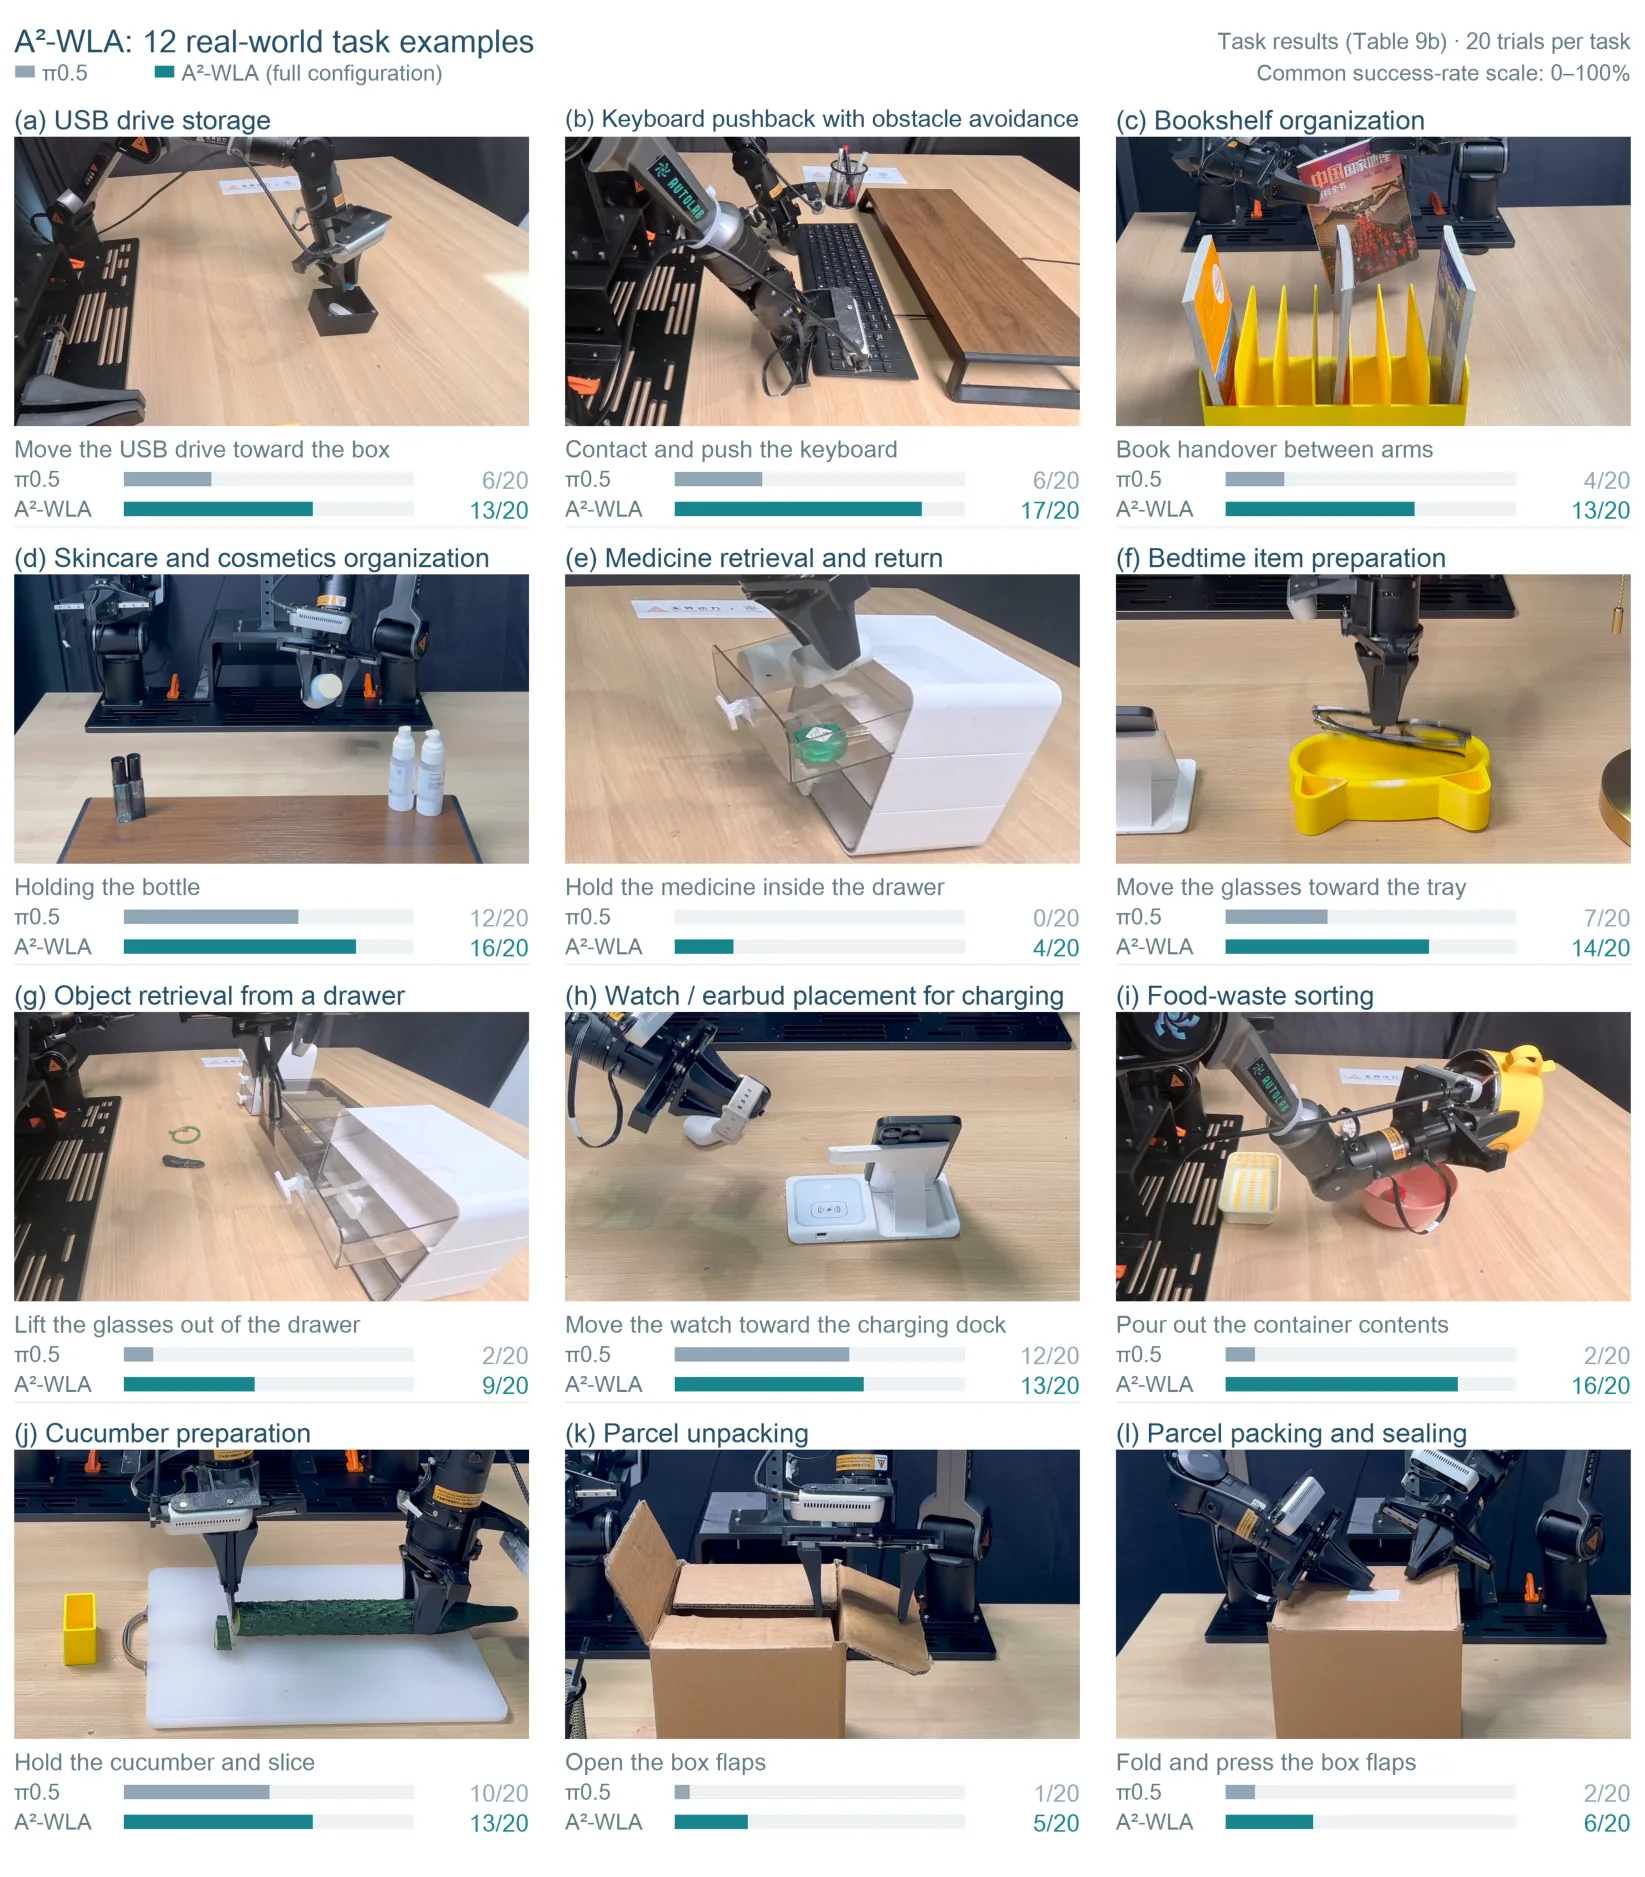 A²-WLA: 12 real-world task examples
Task results (Table 9b) · 20 trials per task
π0.5
A²-WLA (full configuration)
Common success-rate scale: 0–100%
(a) USB drive storage
Move the USB drive toward the box
π0.5 6/20
A²-WLA 13/20
(b) Keyboard pushback with obstacle avoidance
AUTOLAB
Contact and push the keyboard
π0.5 6/20
A²-WLA 17/20
(c) Bookshelf organization
中国国家地理
Book handover between arms
π0.5 4/20
A²-WLA 13/20
(d) Skincare and cosmetics organization
Holding the bottle
π0.5 12/20
A²-WLA 16/20
(e) Medicine retrieval and return
Hold the medicine inside the drawer
π0.5 0/20
A²-WLA 4/20
(f) Bedtime item preparation
Move the glasses toward the tray
π0.5 7/20
A²-WLA 14/20
(g) Object retrieval from a drawer
Lift the glasses out of the drawer
π0.5 2/20
A²-WLA 9/20
(h) Watch / earbud placement for charging
Move the watch toward the charging dock
π0.5 12/20
A²-WLA 13/20
(i) Food-waste sorting
AUTOLAB
Pour out the container contents
π0.5 2/20
A²-WLA 16/20
(j) Cucumber preparation
Hold the cucumber and slice
π0.5 10/20
A²-WLA 13/20
(k) Parcel unpacking
Open the box flaps
π0.5 1/20
A²-WLA 5/20
(l) Parcel packing and sealing
Fold and press the box flaps
π0.5 2/20
A²-WLA 6/20